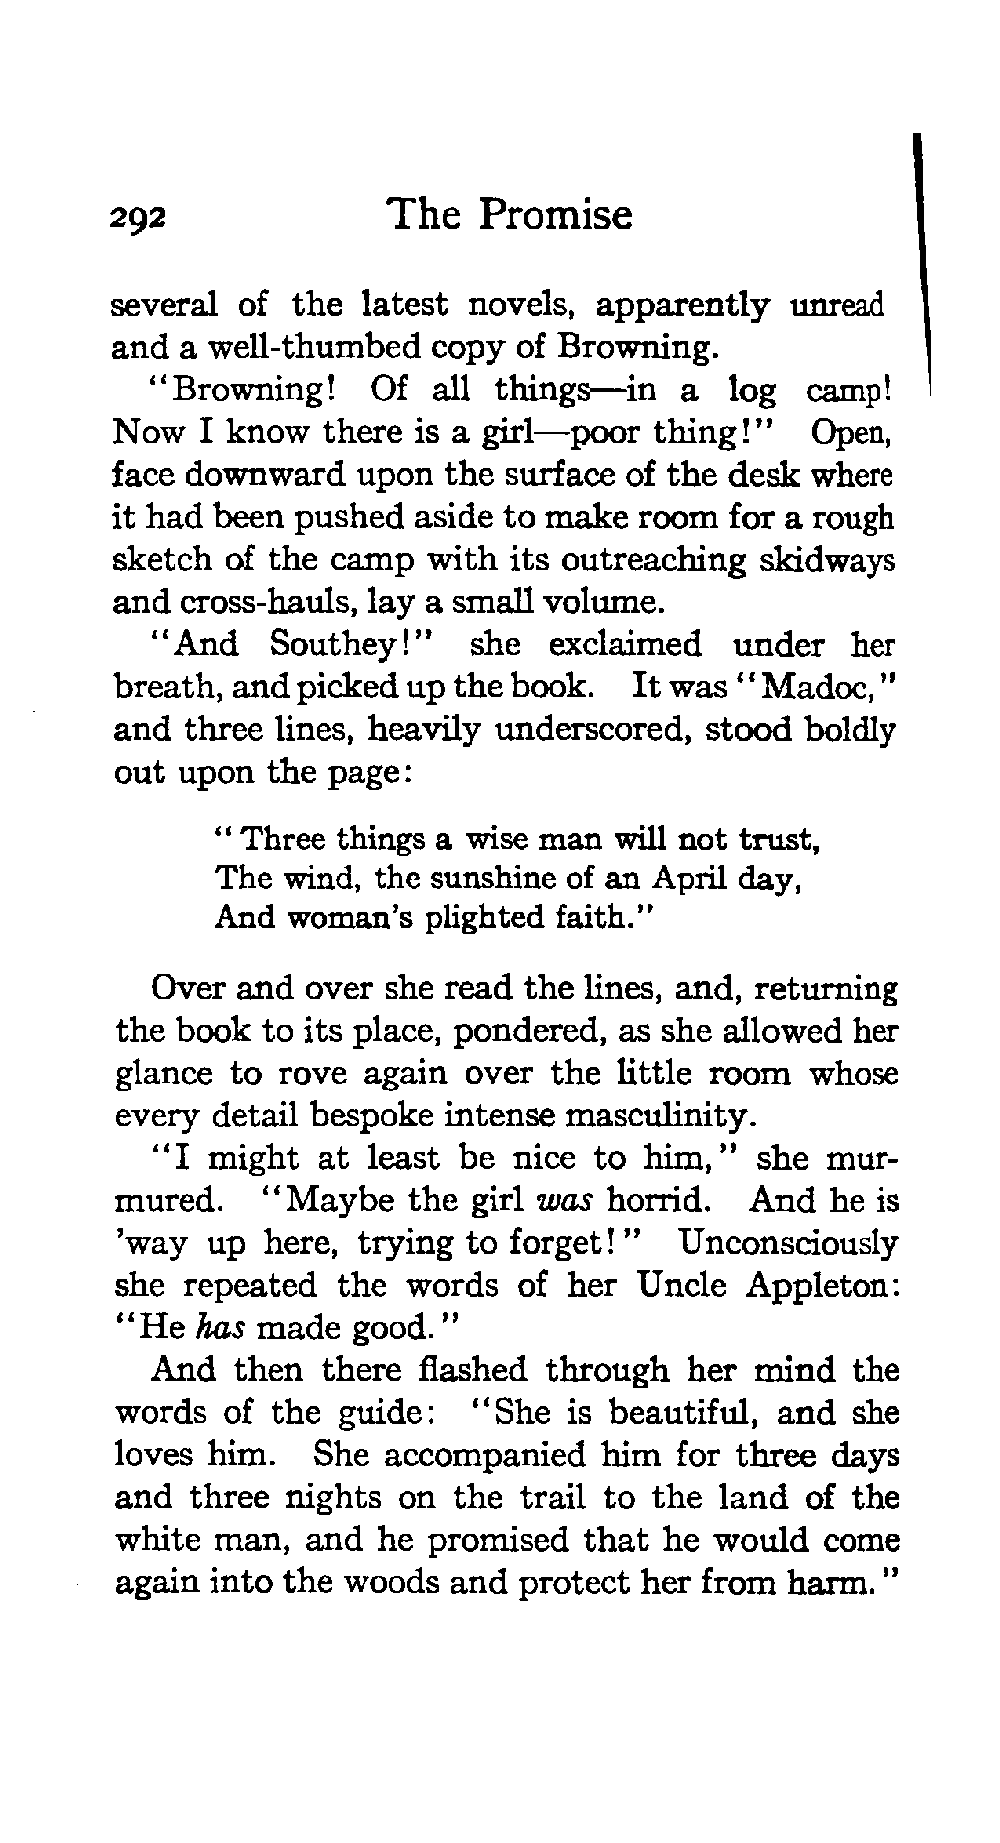 292 The Promise
several of the latest novels, apparently unread
and a well-thumbed copy of Browning.
"Browning! Of all things—in a log camp!
Now I know there is a girl—poor thing!" Open,
face downward upon the surface of the desk where
it had been pushed aside to make room for a rough
sketch of the camp with its outreaching skidways
and cross-hauls, lay a small volume.
"And Southey!" she exclaimed under her
breath, and picked up the book. It was "Madoc,"
and three lines, heavily underscored, stood boldly
out upon the page:
"Three things a wise man will not trust,
The wind, the sunshine of an April day,
And woman's plighted faith."
Over and over she read the lines, and, returning
the book to its place, pondered, as she allowed her
glance to rove again over the little room whose
every detail bespoke intense masculinity.
"I might at least be nice to him," she mur-
mured. "Maybe the girl was horrid. And he is
'way up here, trying to forget!" Unconsciously
she repeated the words of her Uncle Appleton:
"He has made good."
And then there flashed through her mind the
words of the guide: "She is beautiful, and she
loves him. She accompanied him for three days
and three nights on the trail to the land of the
white man, and he promised that he would come
again into the woods and protect her from harm."